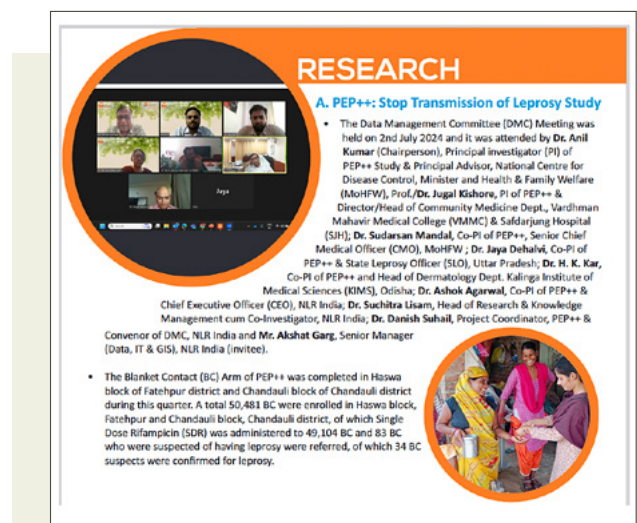 RESEARCH
A. PEP++: Stop Transmission of Leprosy Study
• The Data Management Committee (DMC) Meeting was
held on 2nd July 2024 and it was attended by Dr. Anil
Kumar (Chairperson), Principal investigator (PI) of
PEP++ Study & Principal Advisor, National Centre for
Disease Control, Minister and Health & Family Welfare
(MoHFW), Prof./Dr. Jugal Kishore, PI of PEP++ &
Director/Head of Community Medicine Dept., Vardhman
Mahavir Medical College (VMMC) & Safdarjung Hospital
(SJH); Dr. Sudarsan Mandal, Co-PI of PEP++, Senior Chief
Medical Officer (CMO), MoHFW ; Dr. Jaya Dehalvi, Co-PI of
PEP++ & State Leprosy Officer (SLO), Uttar Pradesh; Dr. H. K. Kar,
Co-PI of PEP++ and Head of Dermatology Dept. Kalinga Institute of
Medical Sciences (KIMS), Odisha; Dr. Ashok Agarwal, Co-PI of PEP++ &
Chief Executive Officer (CEO), NLR India; Dr. Suchitra Lisam, Head of Research & Knowledge
Management cum Co-Investigator, NLR India; Dr. Danish Suhail, Project Coordinator, PEP++ &
Convenor of DMC, NLR India and Mr. Akshat Garg, Senior Manager
(Data, IT & GIS), NLR India (invitee).
• The Blanket Contact (BC) Arm of PEP++ was completed in Haswa
block of Fatehpur district and Chandauli block of Chandauli district
during this quarter. A total 50,481 BC were enrolled in Haswa block,
Fatehpur and Chandauli block, Chandauli district, of which Single
Dose Rifampicin (SDR) was administered to 49,104 BC and 83 BC
who were suspected of having leprosy were referred, of which 34 BC
suspects were confirmed for leprosy.
Jaya